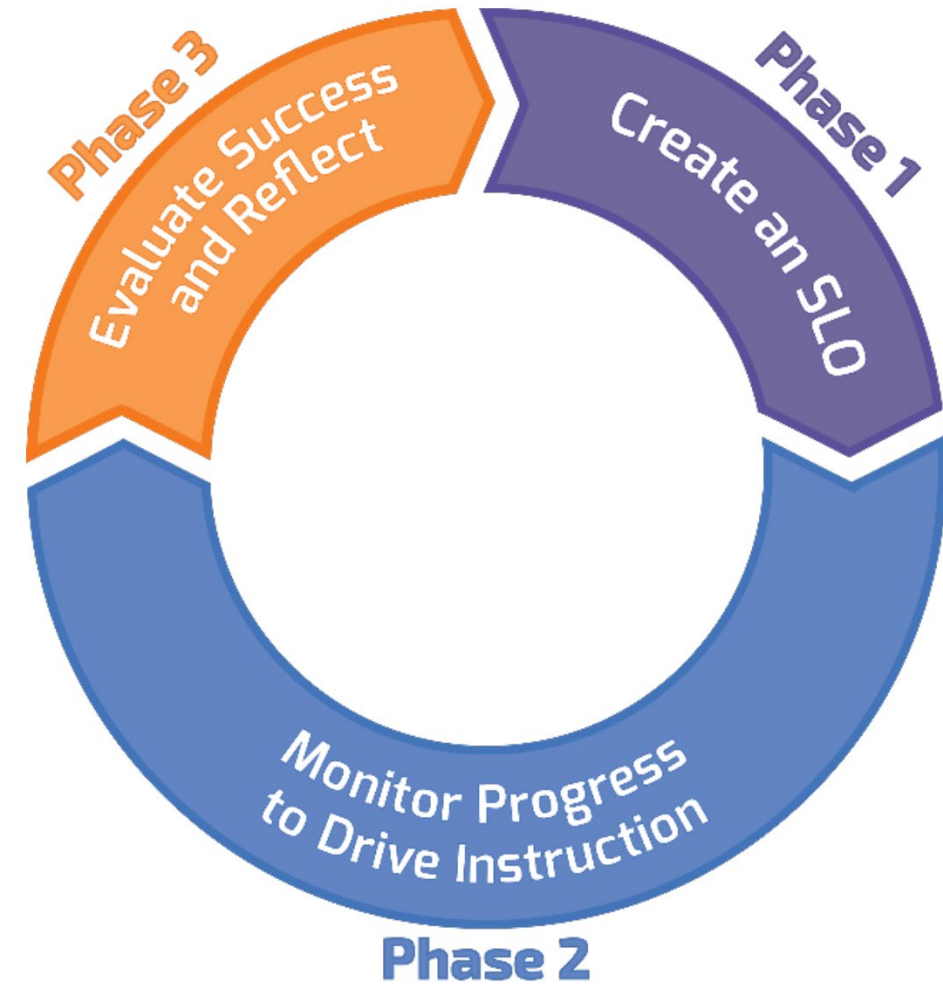 Phase 1
Create an SLO
Monitor Progress
to Drive Instruction
Phase 2
Phase 3
Evaluate Success
and Reflect